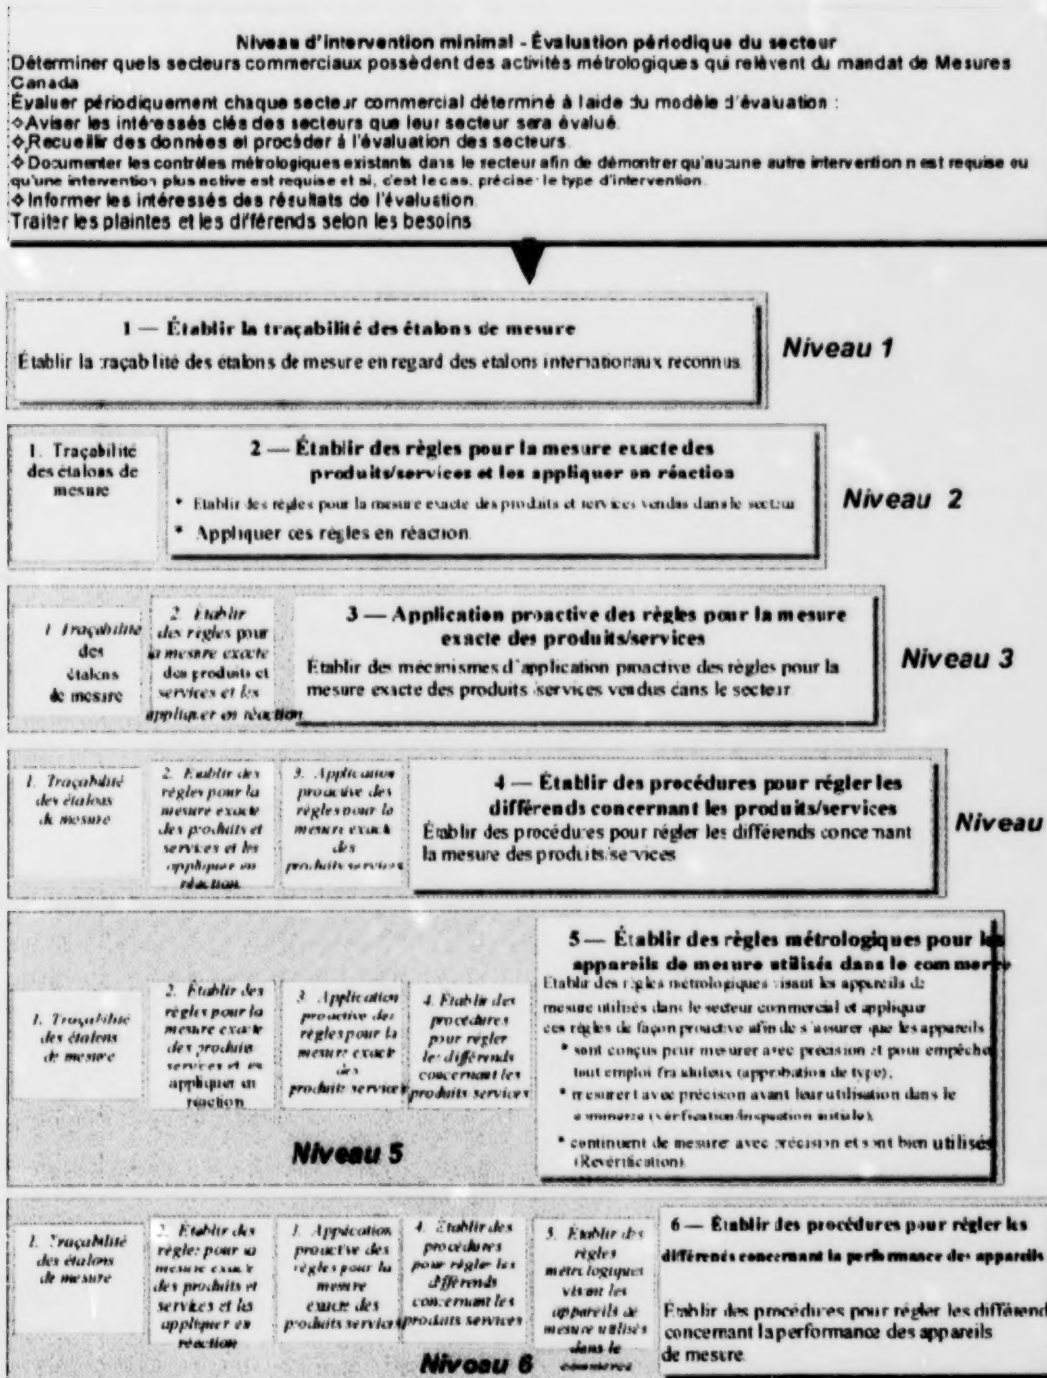 Niveau d'intervention minimal - Évaluation périodique du secteur
Déterminer quels secteurs commerciaux possèdent des activités métrologiques qui relèvent du mandat de Mesures
Canada
Évaluer périodiquement chaque secteur commercial déterminé à l'aide du modèle d'évaluation :
◇Aviser les intéressés clés des secteurs que leur secteur sera évalué
◇Recueillir des données et procéder à l'évaluation des secteurs
◇Documenter les contrôles métrologiques existants dans le secteur afin de démontrer qu'aucune autre intervention n'est requise ou
qu'une intervention plus active est requise et si, c'est le cas, préciser le type d'intervention.
◇Informer les intéressés des résultats de l'évaluation
Traiter les plaintes et les différends selon les besoins
1 — Établir la traçabilité des étalons de mesure
Établir la traçabilité des étalons de mesure en regard des étalons internationaux reconnus
Niveau 1
1. Traçabilité
des étalons de
mesure
2 — Établir des règles pour la mesure exacte des
produits/services et les appliquer en réaction
* Établir des règles pour la mesure exacte des produits et services vendus dans le secteur
* Appliquer ces règles en réaction
Niveau 2
1. Traçabilité
des
étalons
de mesure
2. Établir
des règles pour
la mesure exacte
des produits et
services et les
appliquer en réaction
3 — Application proactive des règles pour la mesure
exacte des produits/services
Établir des mécanismes d'application proactive des règles pour la
mesure exacte des produits/services vendus dans le secteur
Niveau 3
1. Traçabilité
des étalons
de mesure
2. Établir des
règles pour la
mesure exacte
des produits et
services et les
appliquer en
réaction
3. Application
proactive des
règles pour la
mesure exacte
des
produits services
4 — Établir des procédures pour régler les
différends concernant les produits/services
Établir des procédures pour régler les différends concernant
la mesure des produits/services
Niveau
1. Traçabilité
des étalons
de mesure
2. Établir des
règles pour la
mesure exacte
des produits
services et les
appliquer en
réaction
3. Application
proactive des
règles pour la
mesure exacte
des
produits services
4. Établir des
procédures
pour régler
les différends
concernant les
produits services
5 — Établir des règles métrologiques pour les
appareils de mesure utilisés dans le commerce
Établir des règles métrologiques visant les appareils de
mesure utilisés dans le secteur commercial et appliquer
ces règles de façon proactive afin de s'assurer que les appareils
* sont conçus pour mesurer avec précision et pour empêche
tout emploi frauduleux (approbation de type),
* mesurent avec précison avant leur utilisation dans le
commerce (vérification/inspection initiale),
* continuent de mesurer avec précision et sont bien utilisés
(Revérification)
Niveau 5
1. Traçabilité
des étalons
de mesure
2. Établir des
règles pour la
mesure exacte
des produits et
services et les
appliquer en
réaction
3. Application
proactive des
règles pour la
mesure
exacte des
produits services
4. Établir des
procédures
pour régler les
différends
concernant les
produits services
5. Établir des
règles
métrologiques
visant les
appareils de
mesure utilisés
dans le
commerce
6 — Établir des procédures pour régler les
différends concernant la performance des appareils
Établir des procédures pour régler les différend
concernant la performance des appareils
de mesure
Niveau 6